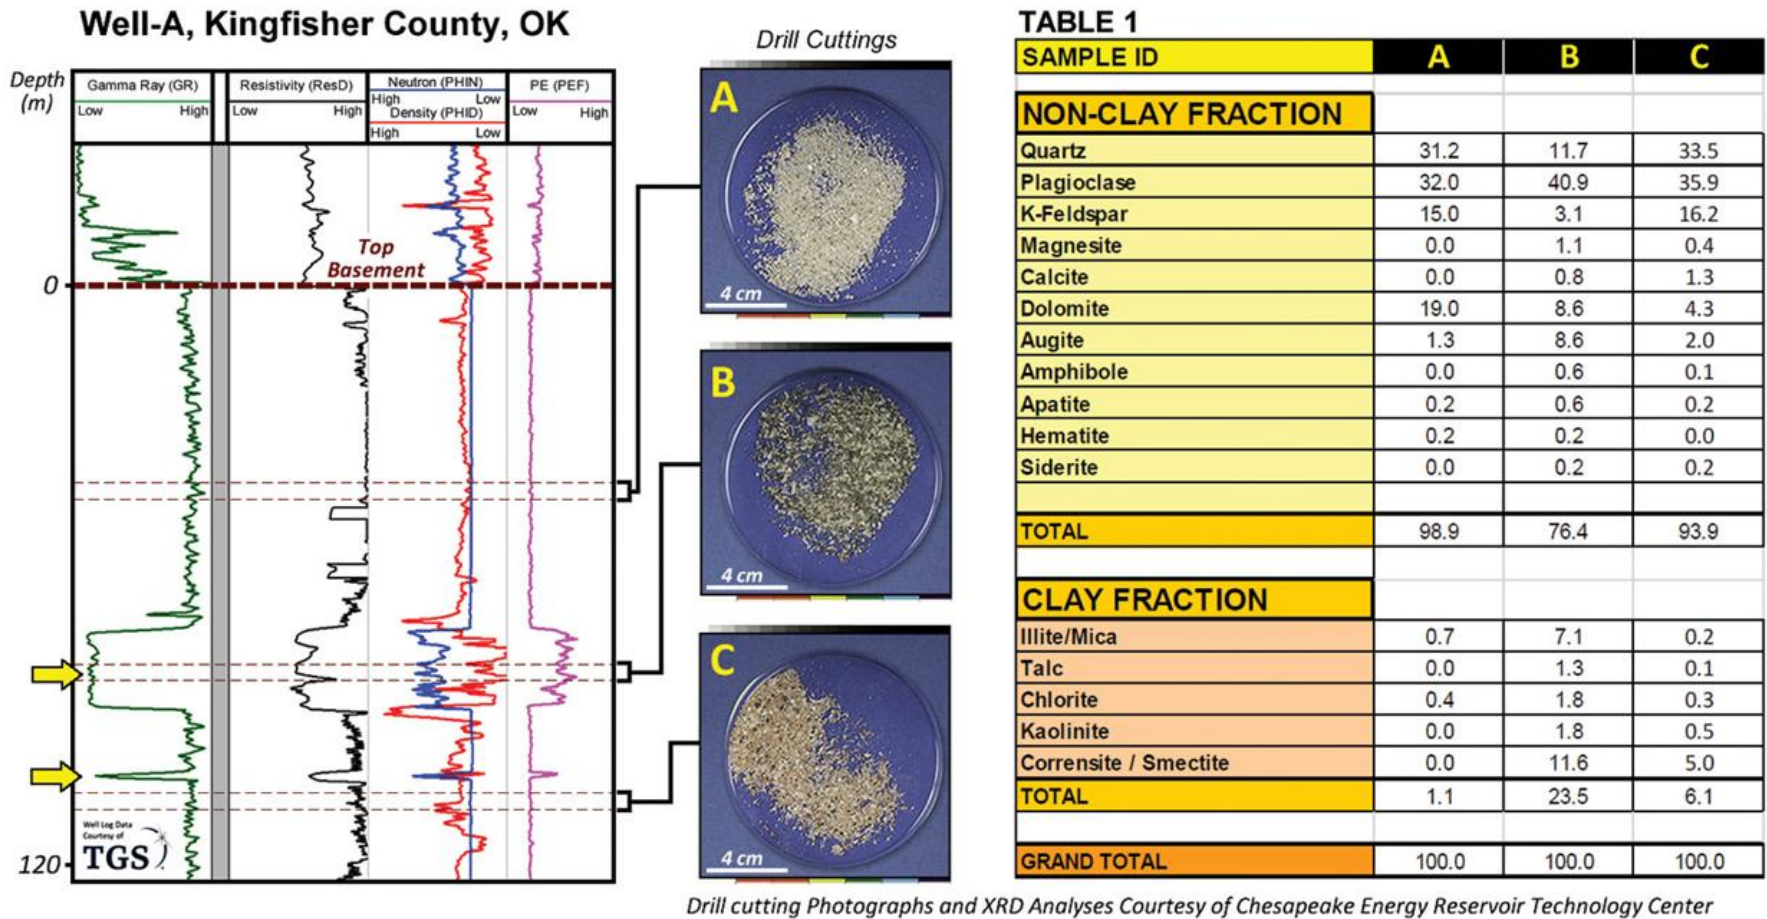 Well-A, Kingfisher County, OK
Depth
(m)
Gamma Ray (GR)
Low High
Resistivity (ResD)
Low High
Neutron (PHIN)
High Low
Density (PHID)
High Low
PE (PEF)
Low High
Top
Basement
0
120
Well Log Data
Courtesy of
TGS
Drill Cuttings
A
4 cm
B
4 cm
C
4 cm
TABLE 1
SAMPLE ID A B C
NON-CLAY FRACTION
Quartz 31.2 11.7 33.5
Plagioclase 32.0 40.9 35.9
K-Feldspar 15.0 3.1 16.2
Magnesite 0.0 1.1 0.4
Calcite 0.0 0.8 1.3
Dolomite 19.0 8.6 4.3
Augite 1.3 8.6 2.0
Amphibole 0.0 0.6 0.1
Apatite 0.2 0.6 0.2
Hematite 0.2 0.2 0.0
Siderite 0.0 0.2 0.2
TOTAL 98.9 76.4 93.9
CLAY FRACTION
Illite/Mica 0.7 7.1 0.2
Talc 0.0 1.3 0.1
Chlorite 0.4 1.8 0.3
Kaolinite 0.0 1.8 0.5
Corrensite / Smectite 0.0 11.6 5.0
TOTAL 1.1 23.5 6.1
GRAND TOTAL 100.0 100.0 100.0
Drill cutting Photographs and XRD Analyses Courtesy of Chesapeake Energy Reservoir Technology Center